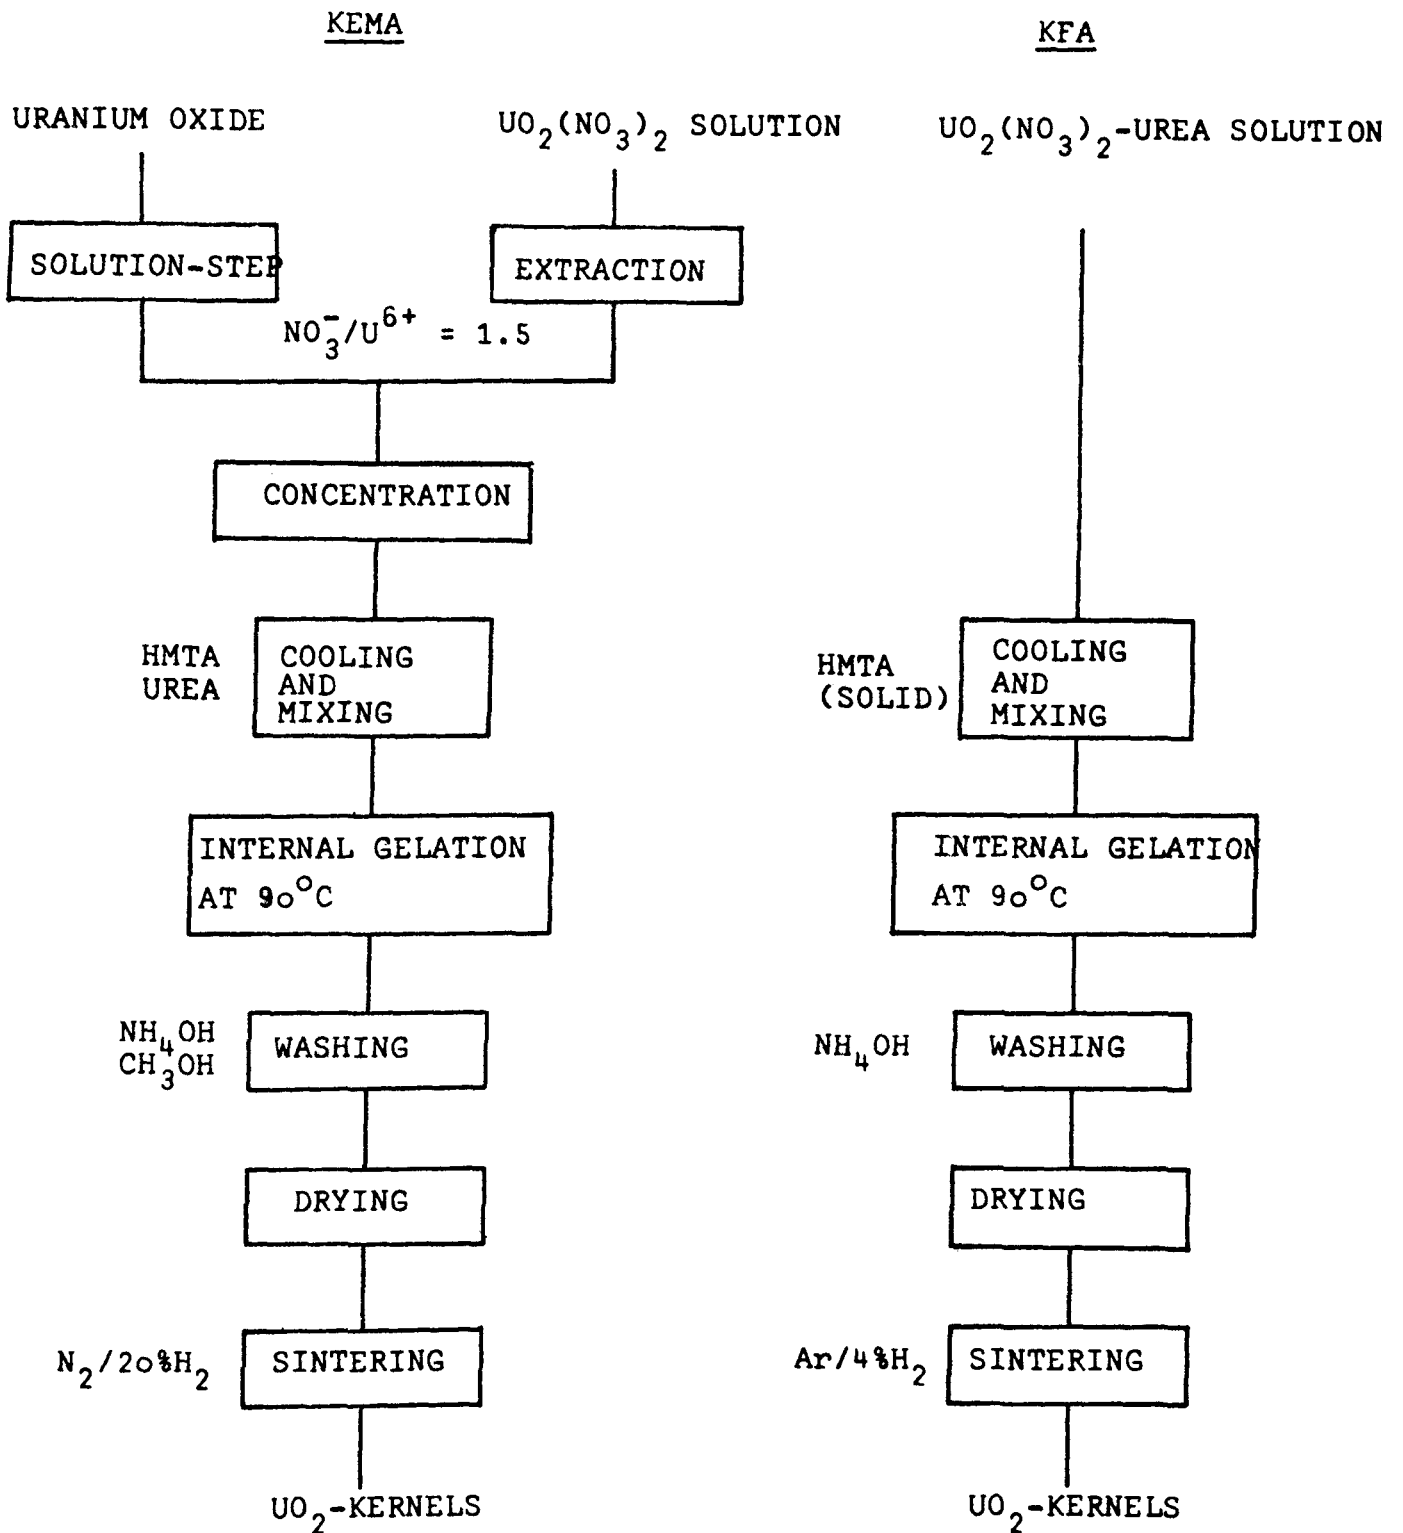 KEMA
URANIUM OXIDE
UO2(NO3)2 SOLUTION
SOLUTION-STEP
EXTRACTION
NO3-/U6+ = 1.5
CONCENTRATION
HMTA
UREA
COOLING
AND
MIXING
INTERNAL GELATION
AT 90°C
NH4OH
CH3OH
WASHING
DRYING
N2/20%H2
SINTERING
UO2-KERNELS
KFA
UO2(NO3)2-UREA SOLUTION
HMTA
(SOLID)
COOLING
AND
MIXING
INTERNAL GELATION
AT 90°C
NH4OH
WASHING
DRYING
Ar/4%H2
SINTERING
UO2-KERNELS